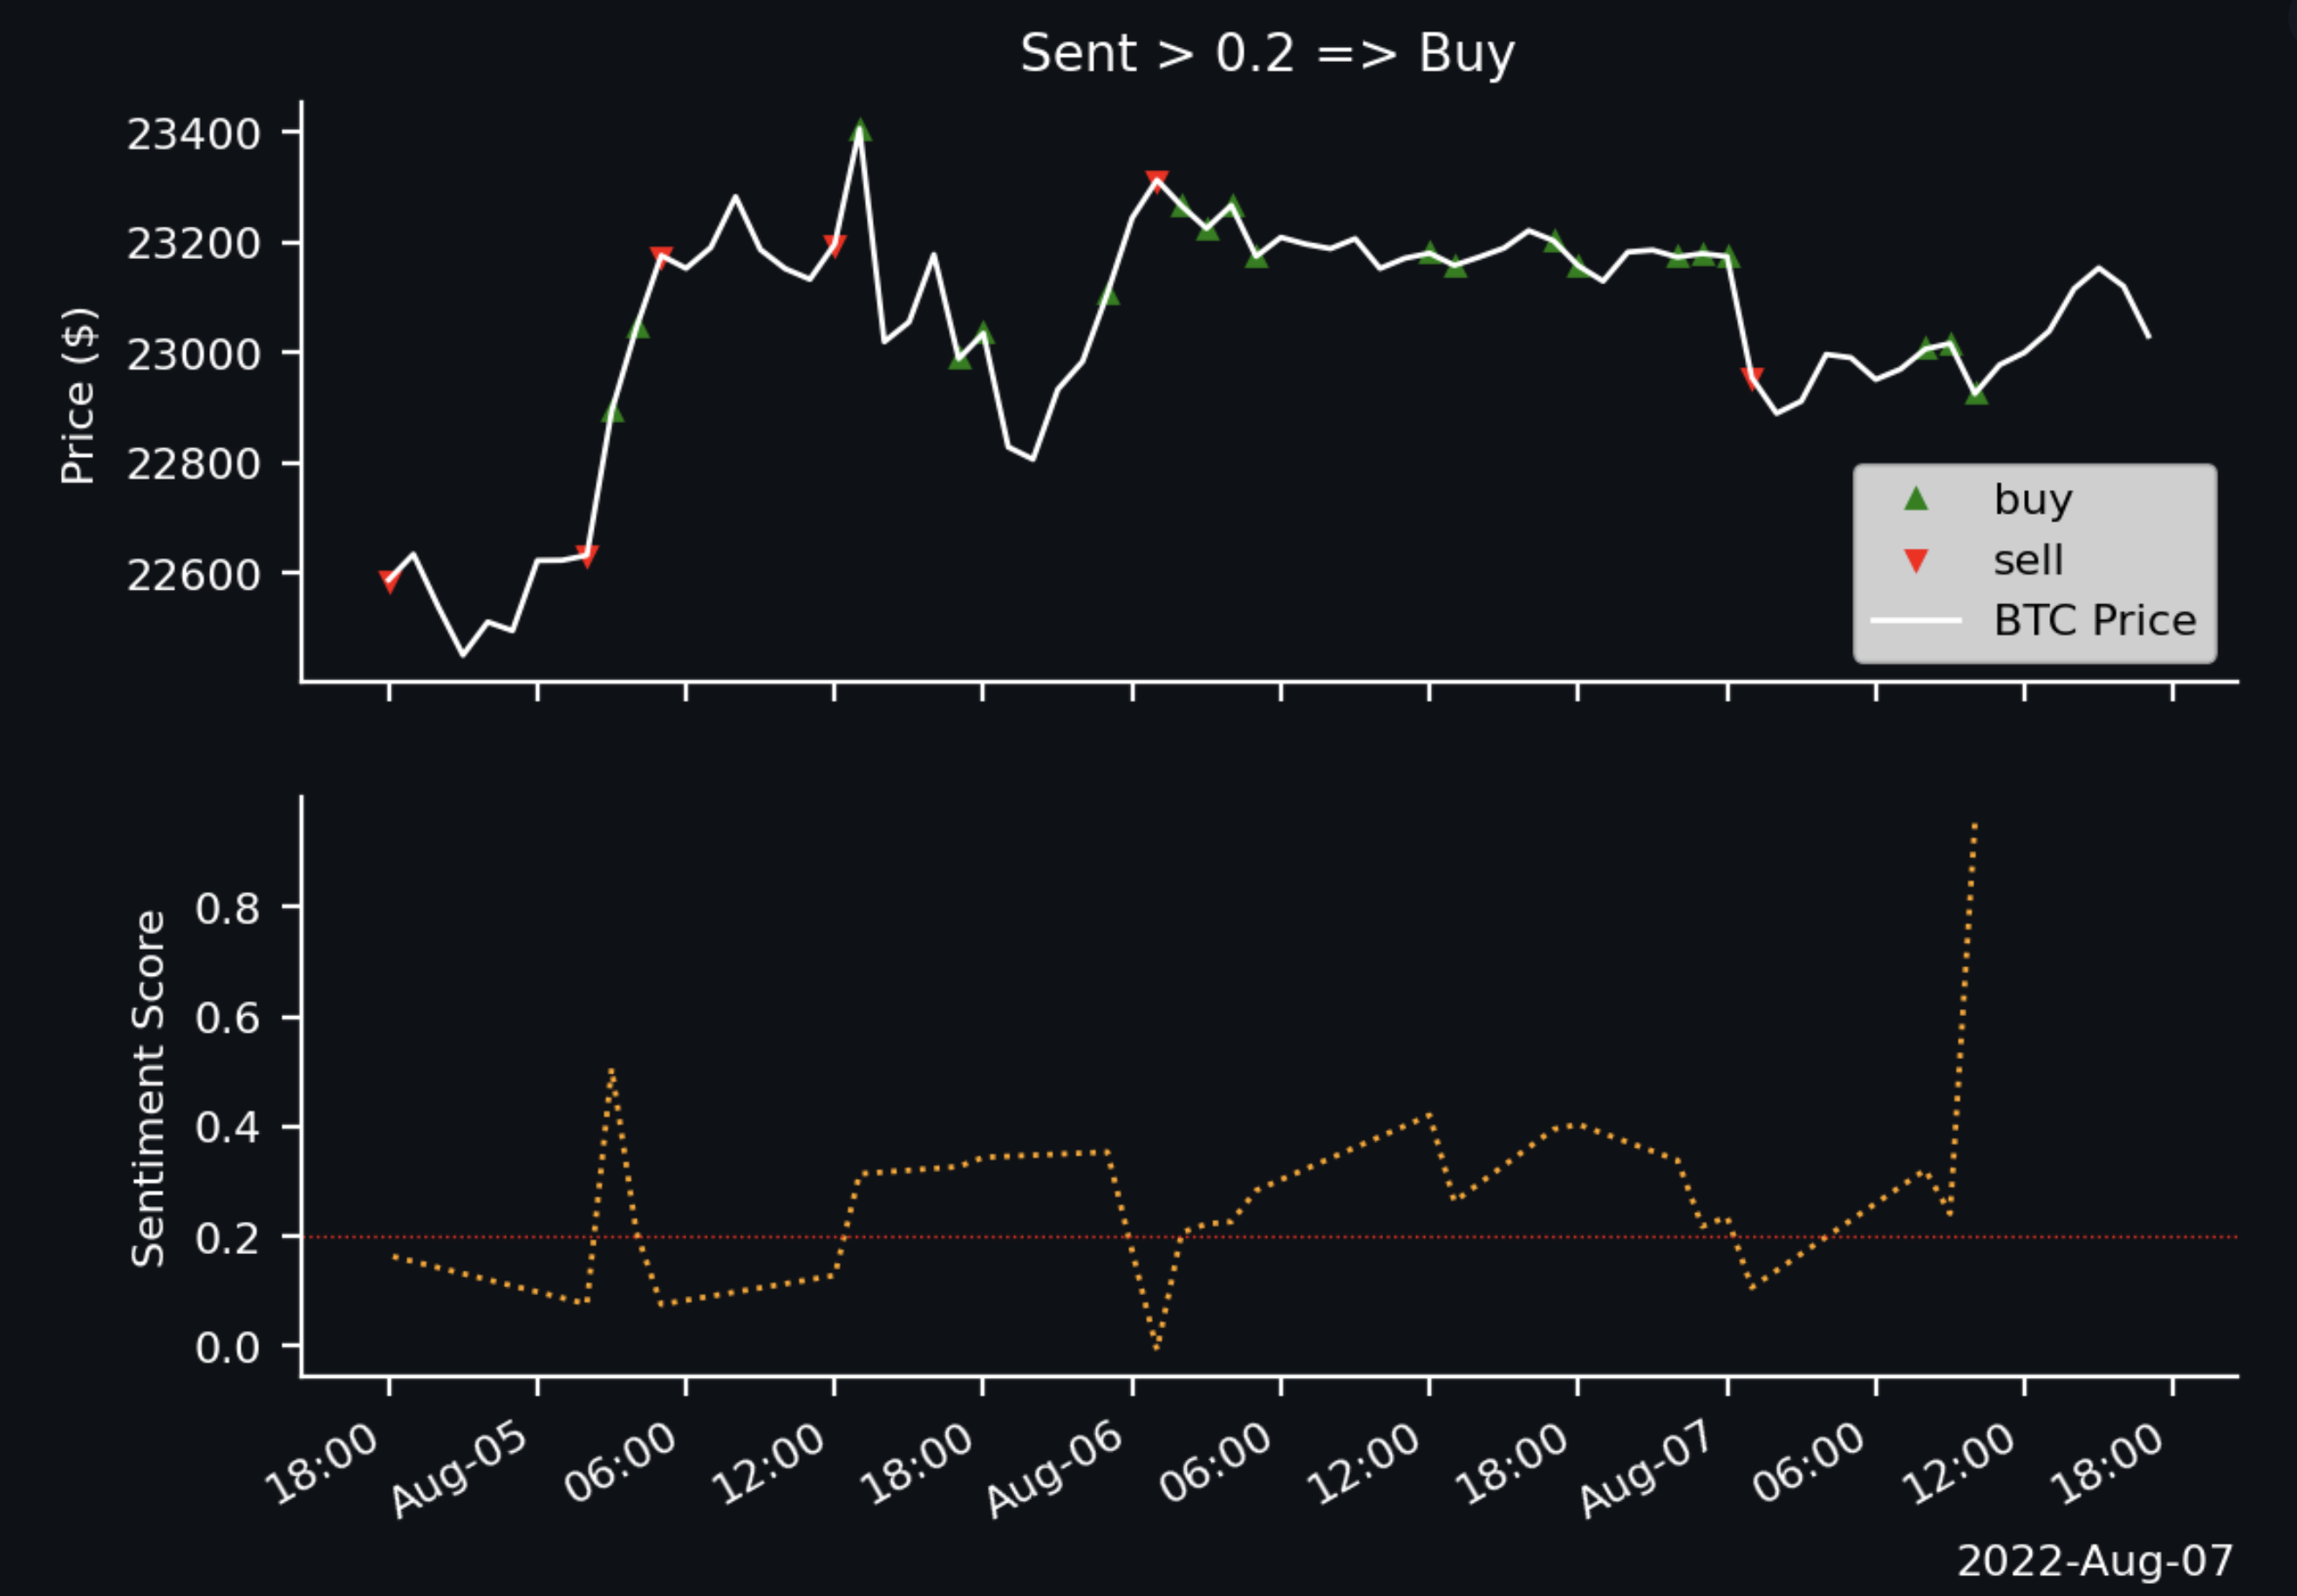 Sent > 0.2 => Buy
Price ($)
23400
23200
23000
22800
22600
buy
sell
BTC Price
Sentiment Score
0.8
0.6
0.4
0.2
0.0
18:00
Aug-05
06:00
12:00
18:00
Aug-06
06:00
12:00
18:00
Aug-07
06:00
12:00
18:00
2022-Aug-07